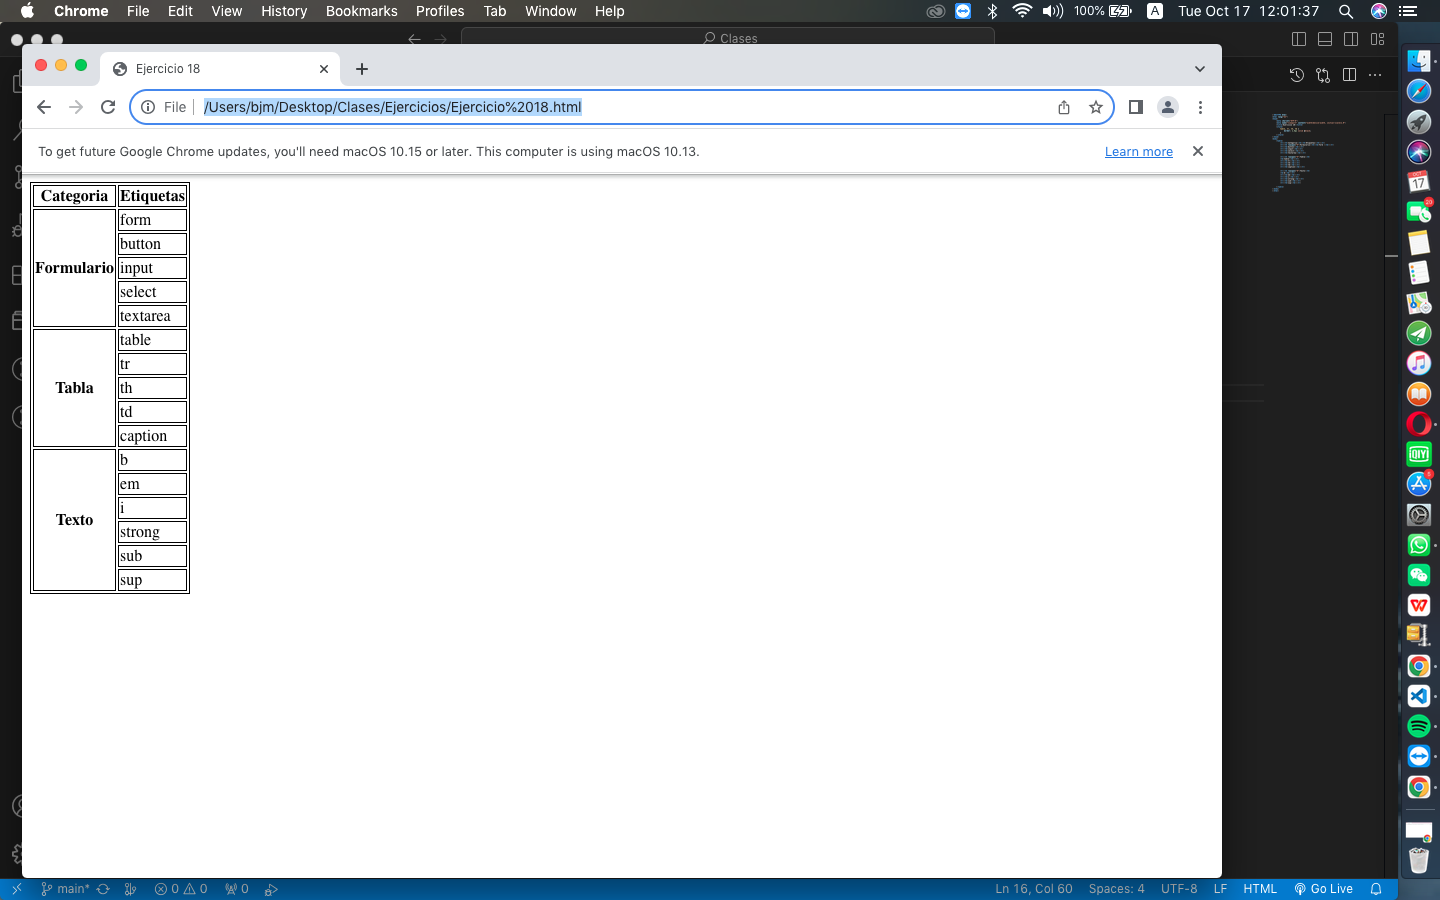 Chrome File Edit View History Bookmarks Profiles Tab Window Help 100% A Tue Oct 17 12:01:37
Clases
Ejercicio 18
File /Users/bjm/Desktop/Clases/Ejercicios/Ejercicio%2018.html
To get future Google Chrome updates, you'll need macOS 10.15 or later. This computer is using macOS 10.13. Learn more
Categoria Etiquetas
Formulario form
button
input
select
textarea
Tabla table
tr
th
td
caption
Texto b
em
i
strong
sub
sup
OCT
17
20
QIY
main* 0 0 0 Ln 16, Col 60 Spaces: 4 UTF-8 LF HTML Go Live